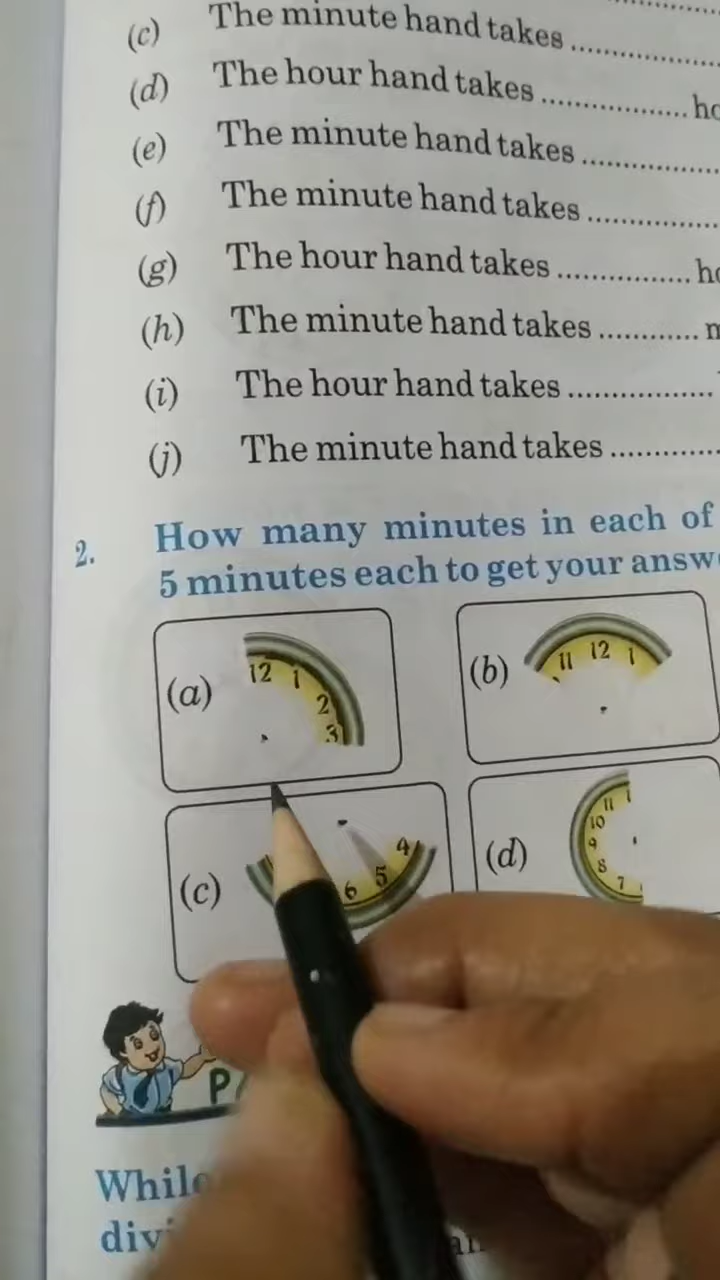 (c) The minute hand takes ....................
(d) The hour hand takes ..................
(e) The minute hand takes ..................
(f) The minute hand takes .................
(g) The hour hand takes ................
(h) The minute hand takes ............
(i) The hour hand takes .................
(j) The minute hand takes .............
2. How many minutes in each of
5 minutes each to get your
(a) 12 1 2 3
(b) 11 12 1
(c) 6 5 4
(d) 11 10 9 8 7